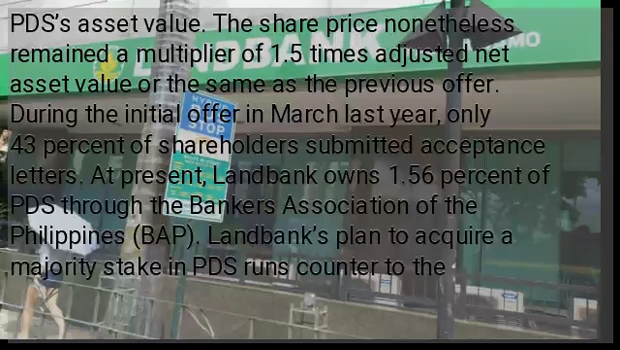 PDS’s asset value. The share price nonetheless
remained a multiplier of 1.5 times adjusted net
asset value or the same as the previous offer.
During the initial offer in March last year, only
43 percent of shareholders submitted acceptance
letters. At present, Landbank owns 1.56 percent of
PDS through the Bankers Association of the
Philippines (BAP). Landbank’s plan to acquire a
majority stake in PDS runs counter to the
LANDBANK
STOP